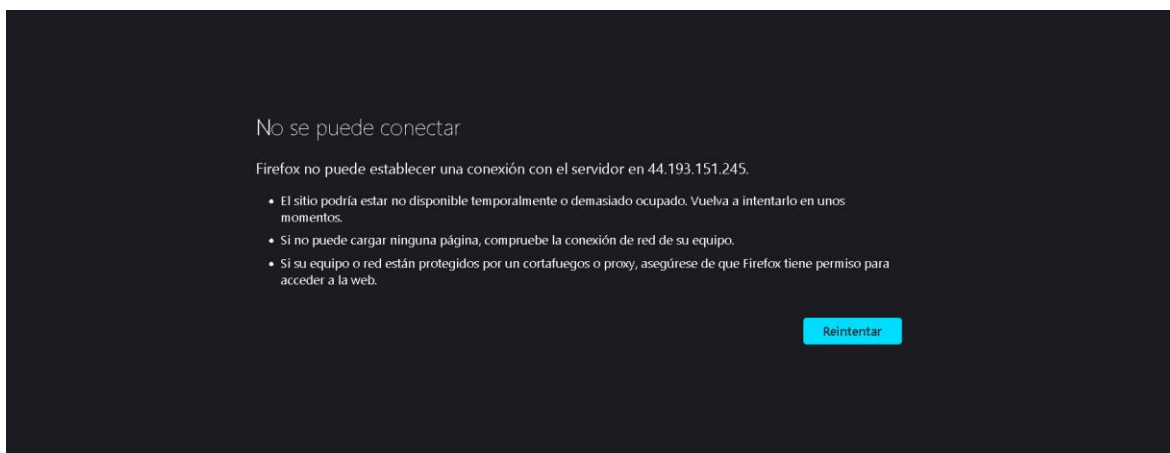 No se puede conectar
Firefox no puede establecer una conexión con el servidor en 44.193.151.245.
• El sitio podría estar no disponible temporalmente o demasiado ocupado. Vuelva a intentarlo en unos
momentos.
• Si no puede cargar ninguna página, compruebe la conexión de red de su equipo.
• Si su equipo o red están protegidos por un cortafuegos o proxy, asegúrese de que Firefox tiene permiso para
acceder a la web.
Reintentar